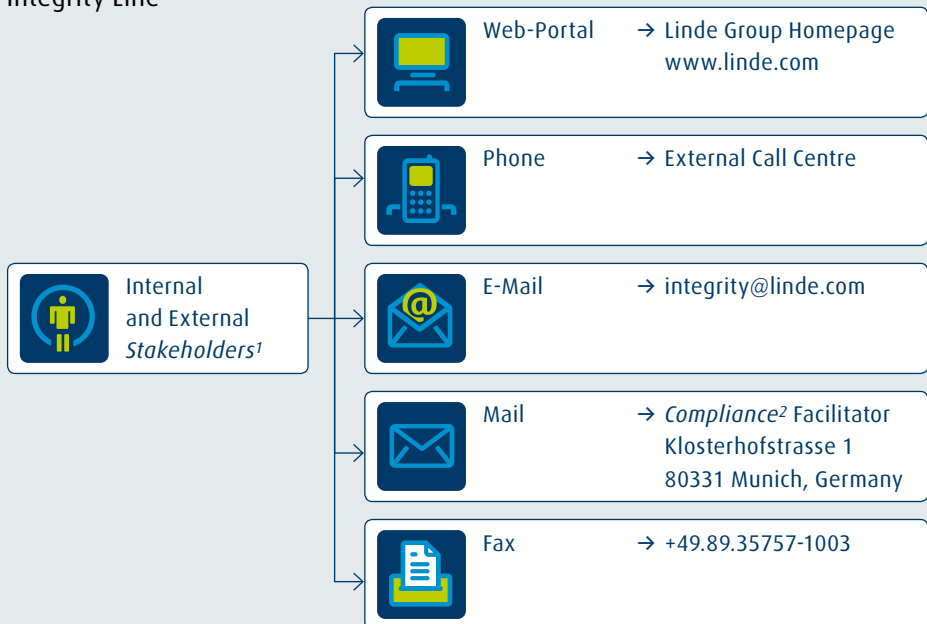 Integrity Line
Web-Portal → Linde Group Homepage
www.linde.com
Phone → External Call Centre
Internal
and External
Stakeholders¹
E-Mail → integrity@linde.com
Mail → Compliance² Facilitator
Klosterhofstrasse 1
80331 Munich, Germany
Fax → +49.89.35757-1003